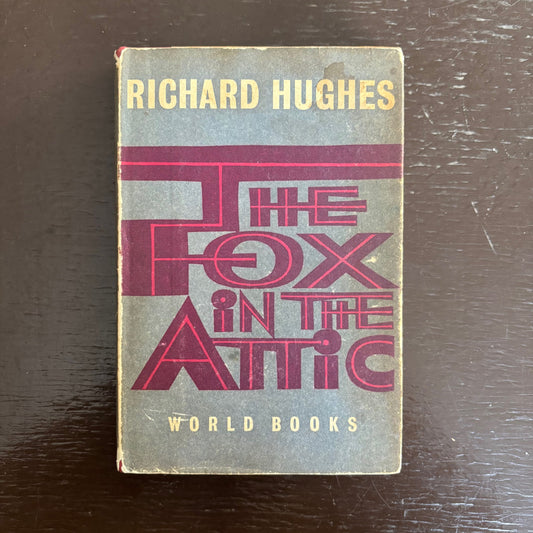 RICHARD HUGHES
THE
FOX
iN THE
ATTiC
WORLD BOOKS